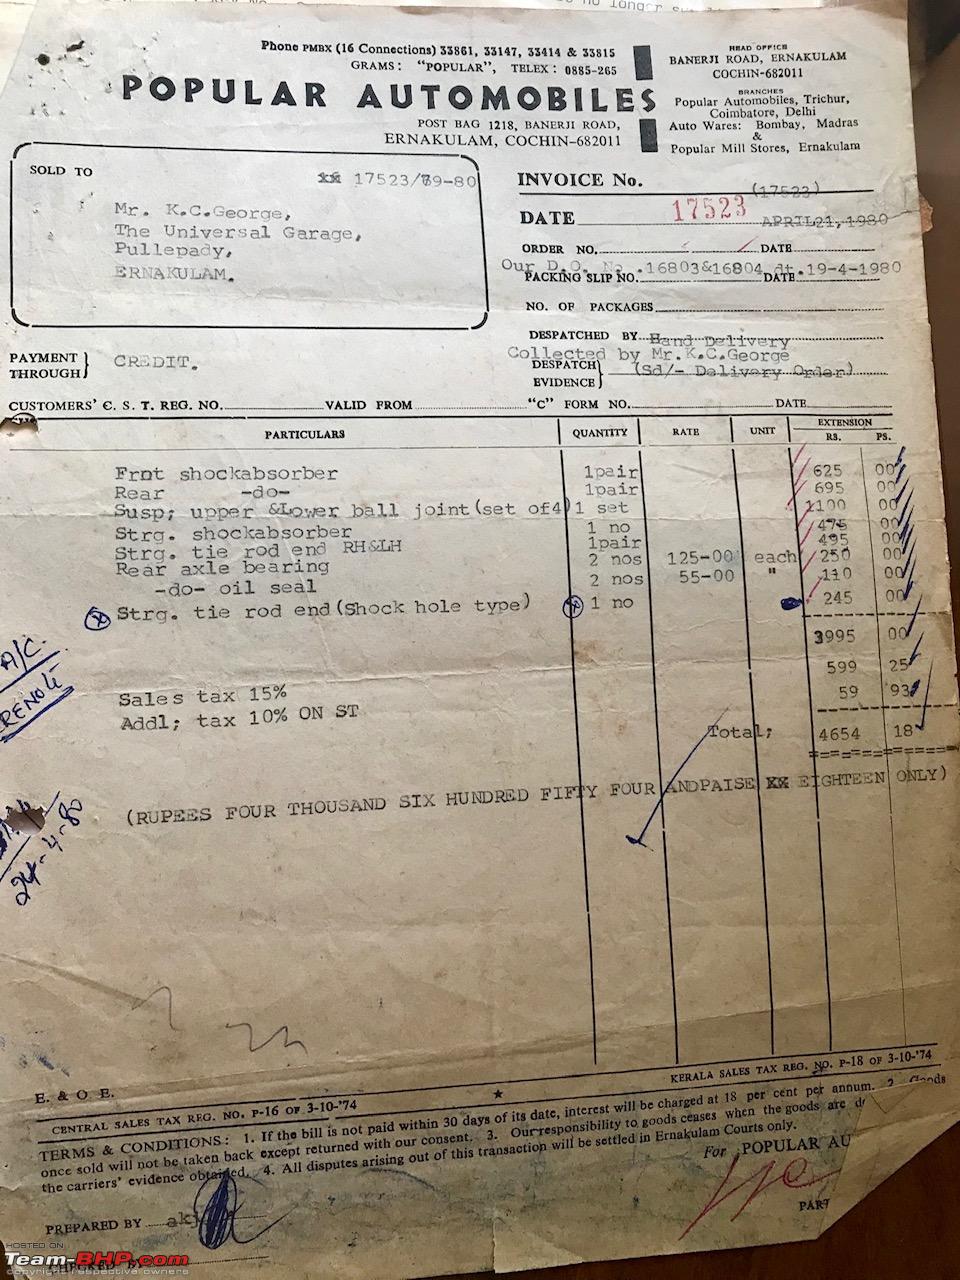 Phone PMBX (16 Connections) 33861, 33147, 33414 & 33815
GRAMS: "POPULAR", TELEX: 0885-265
POPULAR AUTOMOBILES
POST BAG 1218, BANERJI ROAD,
ERNAKULAM, COCHIN-682011
HEAD OFFICE
BANERJI ROAD, ERNAKULAM
COCHIN-682011
BRANCHES
Popular Automobiles, Trichur,
Coimbatore, Delhi
Auto Wares: Bombay, Madras
&
Popular Mill Stores, Ernakulam
SOLD TO
17523/79-80
Mr. K.C.George,
The Universal Garage,
Pullepady,
ERNAKULAM.
INVOICE No. (17523)
17523
DATE APRIL21, 1980
ORDER NO. DATE
Our D.O. No .16803&16804 dt.19-4-1980
PACKING SLIP NO. DATE
NO. OF PACKAGES
DESPATCHED BY Hand Delivery
Collected by Mr.K.C.George
DESPATCH EVIDENCE } (Sd/- Delivery Order)
PAYMENT THROUGH } CREDIT.
CUSTOMERS' C. S. T. REG. NO. VALID FROM "C" FORM NO. DATE
PARTICULARS QUANTITY RATE UNIT EXTENSION
RS. PS.
Frnt shockabsorber 1pair 625 00
Rear -do- 1pair 695 00
Susp; upper &Lower ball joint(set of4) 1 set 1100 00
Strg. shockabsorber 1 no 475 00
Strg. tie rod end RH&LH 1pair 495 00
Rear axle bearing 2 nos 125-00 each 250 00
-do- oil seal 2 nos 55-00 " 110 00
Strg. tie rod end(Shock hole type) 1 no 245 00
3995 00
Sales tax 15% 599 25
Addl; tax 10% ON ST 59 93
Total; 4654 18
(RUPEES FOUR THOUSAND SIX HUNDRED FIFTY FOUR ANDPAISE XX EIGHTEEN ONLY)
A/C
24-4-80
E. & O. E.
KERALA SALES TAX REG. NO. P-18 OF 3-10-'74
CENTRAL SALES TAX REG. NO. P-16 OF 3-10-'74
TERMS & CONDITIONS: 1. If the bill is not paid within 30 days of its date, interest will be charged at 18 per cent per annum. 2. Goods
once sold will not be taken back except returned with our consent. 3. Our responsibility to goods ceases when the goods are
the carriers' evidence obtained. 4. All disputes arising out of this transaction will be settled in Ernakulam Courts only.
For POPULAR AU
PART
PREPARED BY akj
HOSTED ON
Team-BHP.com
copyright respective owners